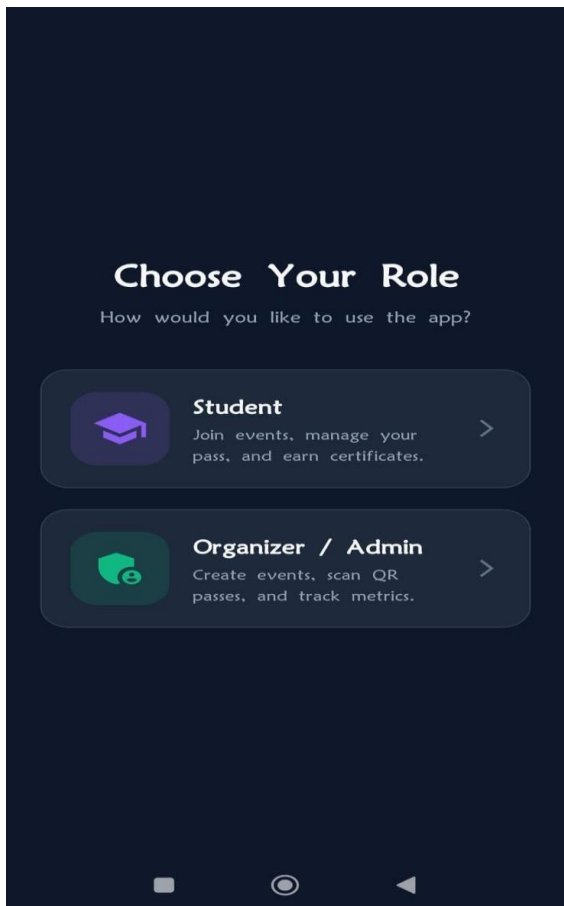 Choose Your Role
How would you like to use the app?
Student
Join events, manage your
pass, and earn certificates.
Organizer / Admin
Create events, scan QR
passes, and track metrics.